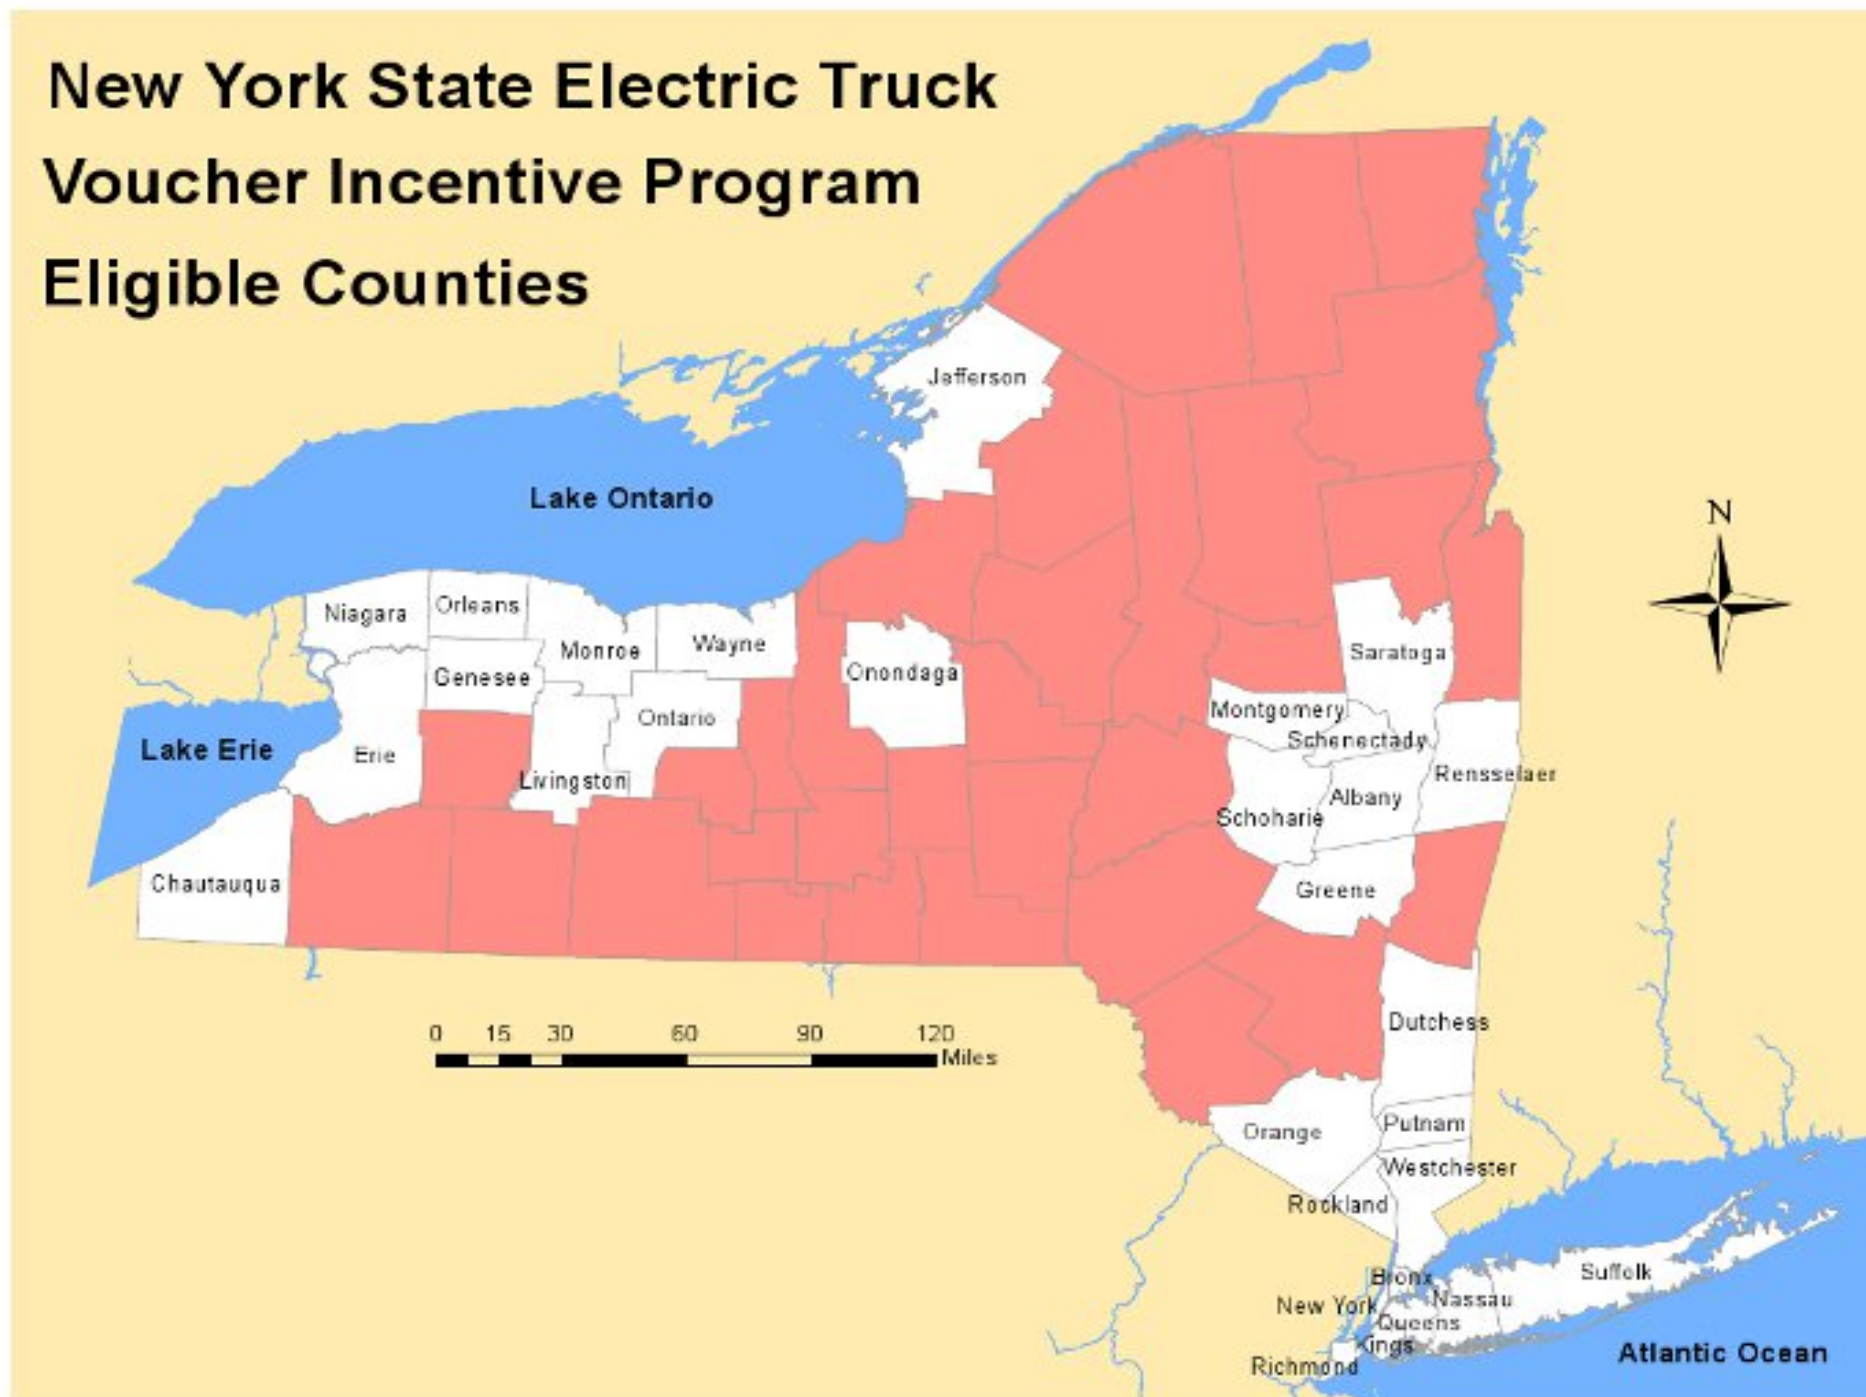 New York State Electric Truck
Voucher Incentive Program
Eligible Counties
Jefferson
Lake Ontario
N
Niagara
Orleans
Monroe
Wayne
Genesee
Onondaga
Saratoga
Ontario
Montgomery
Schenectady
Lake Erie
Erie
Livingston
Rensselaer
Albany
Schoharie
Chautauqua
Greene
Dutchess
0 15 30 60 90 120
Miles
Orange
Putnam
Westchester
Rockland
Bronx
Suffolk
New York
Nassau
Queens
Kings
Richmond
Atlantic Ocean